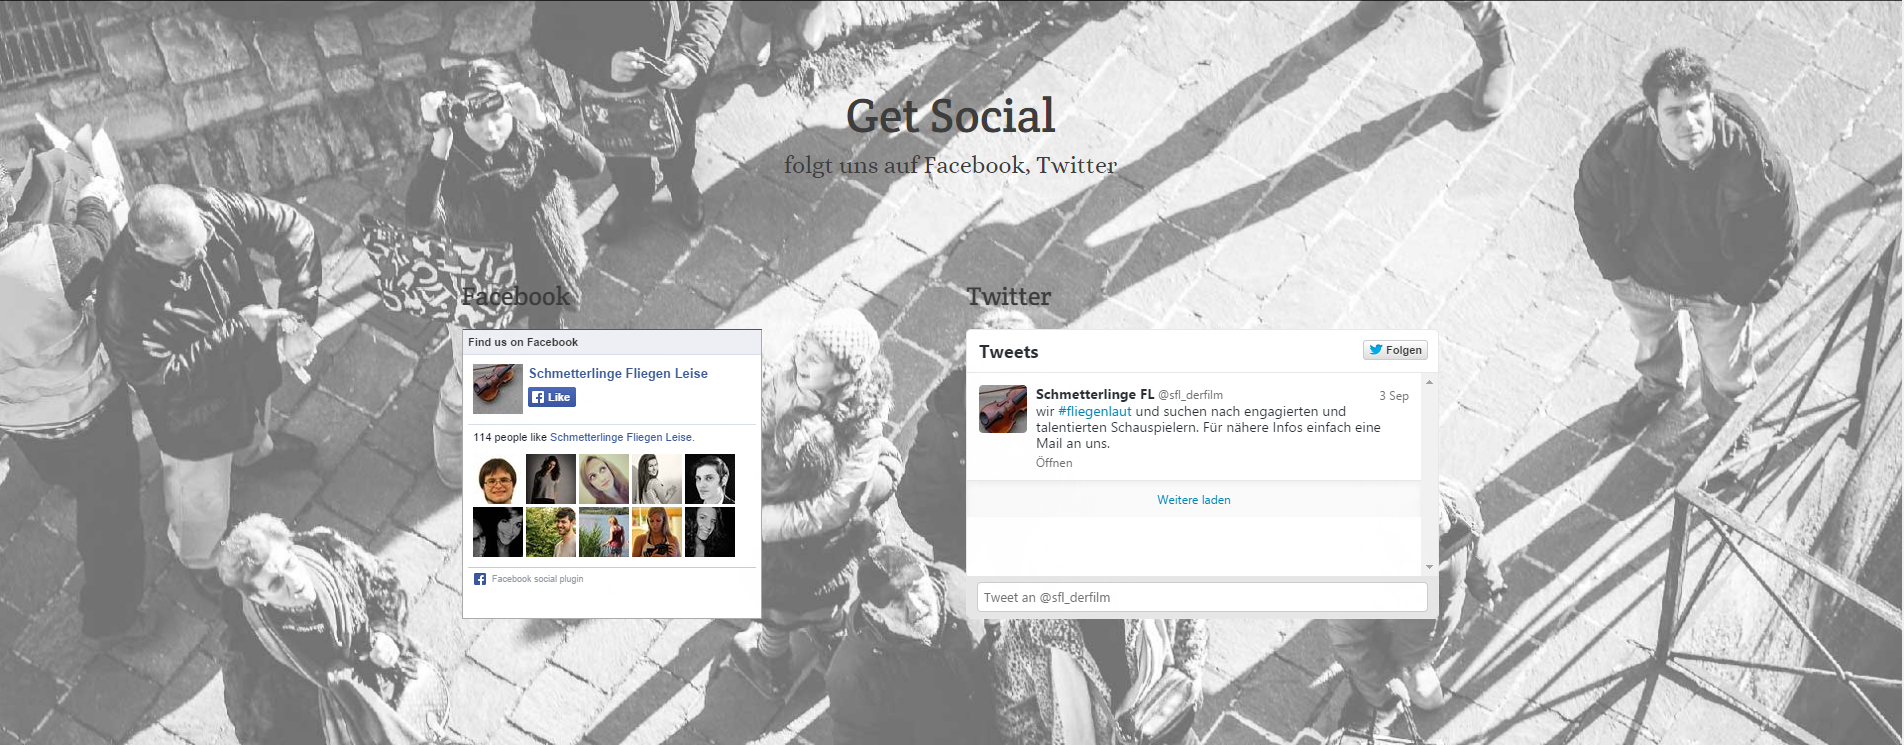 Get Social
folgt uns auf Facebook, Twitter
Facebook
Find us on Facebook
Schmetterlinge Fliegen Leise
Like
114 people like Schmetterlinge Fliegen Leise.
Facebook social plugin
Twitter
Tweets
Folgen
Schmetterlinge FL @sfl_derfilm
3 Sep
wir #fliegenlaut und suchen nach engagierten und
talentierten Schauspielern. Für nähere Infos einfach eine
Mail an uns.
Öffnen
Weitere laden
Tweet an @sfl_derfilm